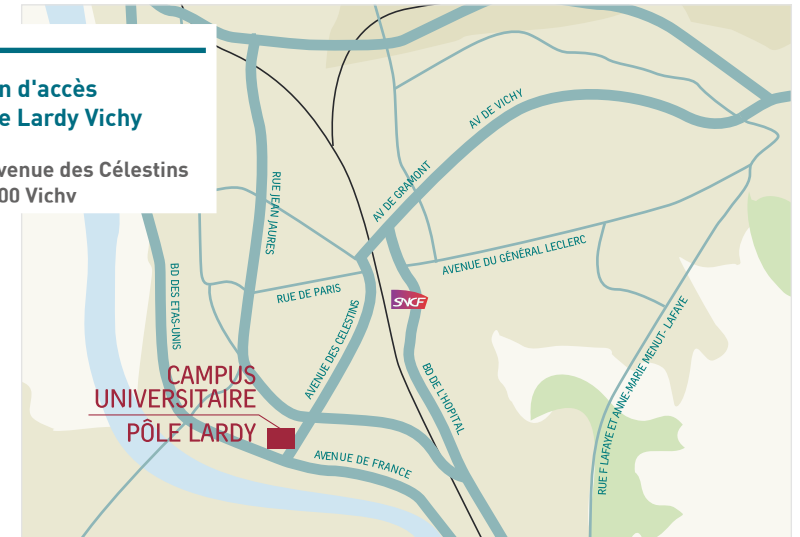 n d'accès
e Lardy Vichy
venue des Célestins
00 Vichy
AV DE VICHY
AV DE GRAMONT
RUE JEAN JAURES
AVENUE DU GÉNÉRAL LECLERC
BD DES ETAS-UNIS
RUE DE PARIS
SNCF
AVENUE DES CELESTINS
BD DE L'HOPITAL
RUE F LAFAYE ET ANNE-MARIE MENUT- LAFAYE
CAMPUS
UNIVERSITAIRE
PÔLE LARDY
AVENUE DE FRANCE